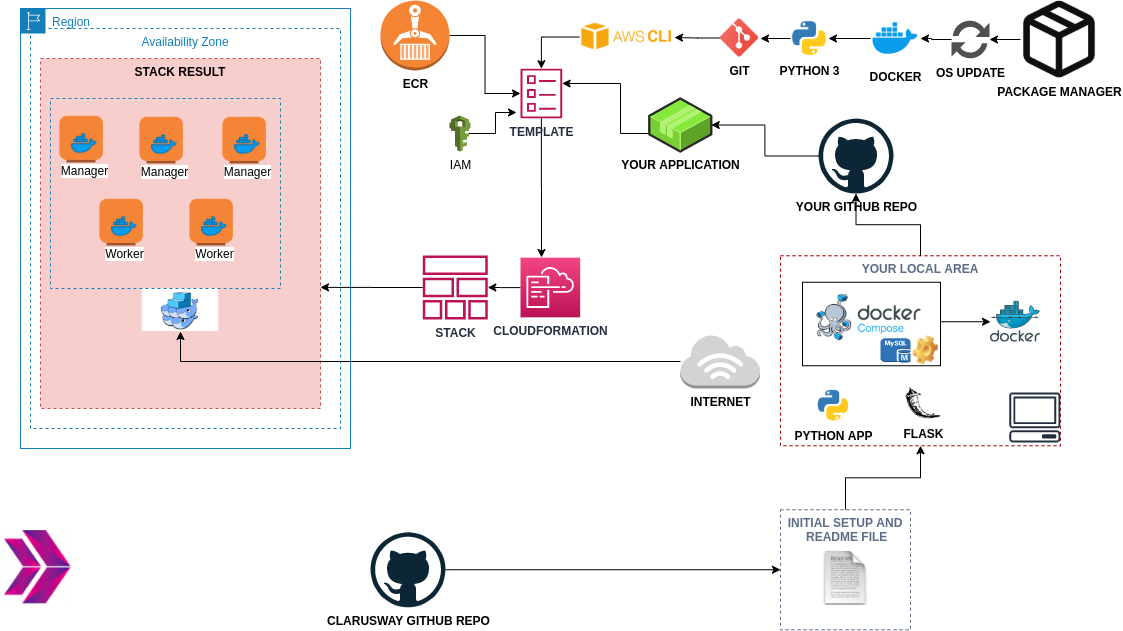 Region
Availability Zone
STACK RESULT
Manager
Manager
Manager
Worker
Worker
ECR
IAM
TEMPLATE
AWS CLI
GIT
PYTHON 3
DOCKER
OS UPDATE
PACKAGE MANAGER
YOUR APPLICATION
YOUR GITHUB REPO
STACK
CLOUDFORMATION
INTERNET
YOUR LOCAL AREA
docker
Compose
MySQL
M
docker
PYTHON APP
FLASK
INITIAL SETUP AND
README FILE
README
CLARUSWAY GITHUB REPO